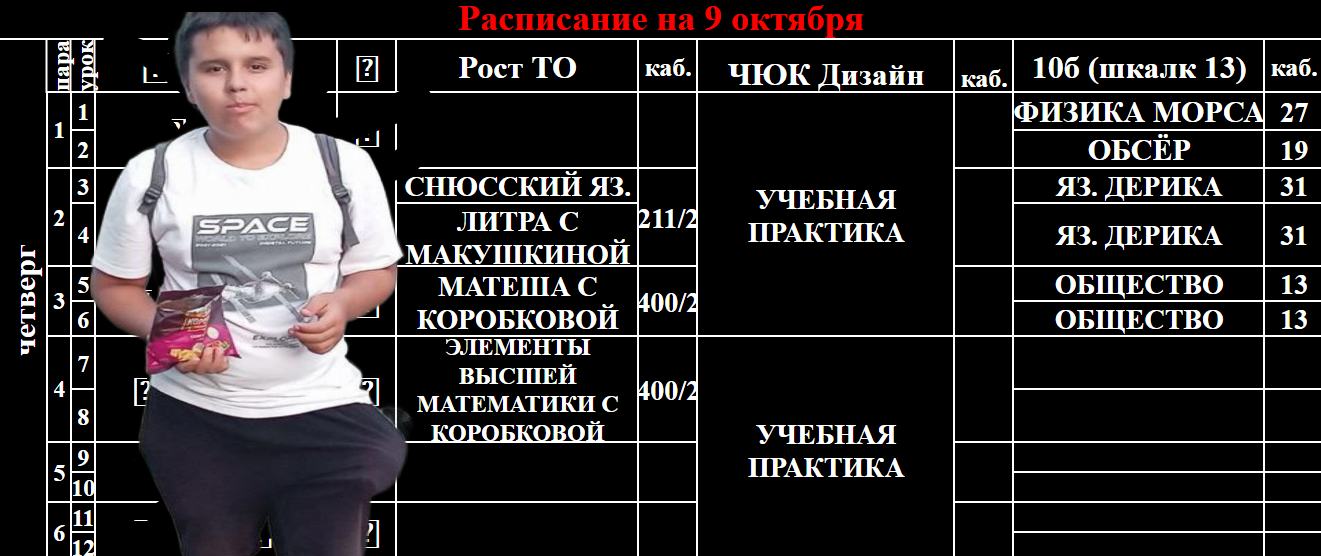 Расписание на 9 октября
пара
урок
Рост ТО
каб.
ЧЮК Дизайн
каб.
10б (шкалк 13)
каб.
четверг
1
1
ФИЗИКА МОРСА
27
2
ОБСЁР
19
2
3
СНЮССКИЙ ЯЗ.
211/2
УЧЕБНАЯ
ПРАКТИКА
ЯЗ. ДЕРИКА
31
4
ЛИТРА С
МАКУШКИНОЙ
ЯЗ. ДЕРИКА
31
3
5
МАТЕША С
КОРОБКОВОЙ
400/2
ОБЩЕСТВО
13
6
ОБЩЕСТВО
13
4
7
8
ЭЛЕМЕНТЫ
ВЫСШЕЙ
МАТЕМАТИКИ С
КОРОБКОВОЙ
400/2
УЧЕБНАЯ
ПРАКТИКА
5
9
10
6
11
12
SPACE
WORLD TO EXPLORE